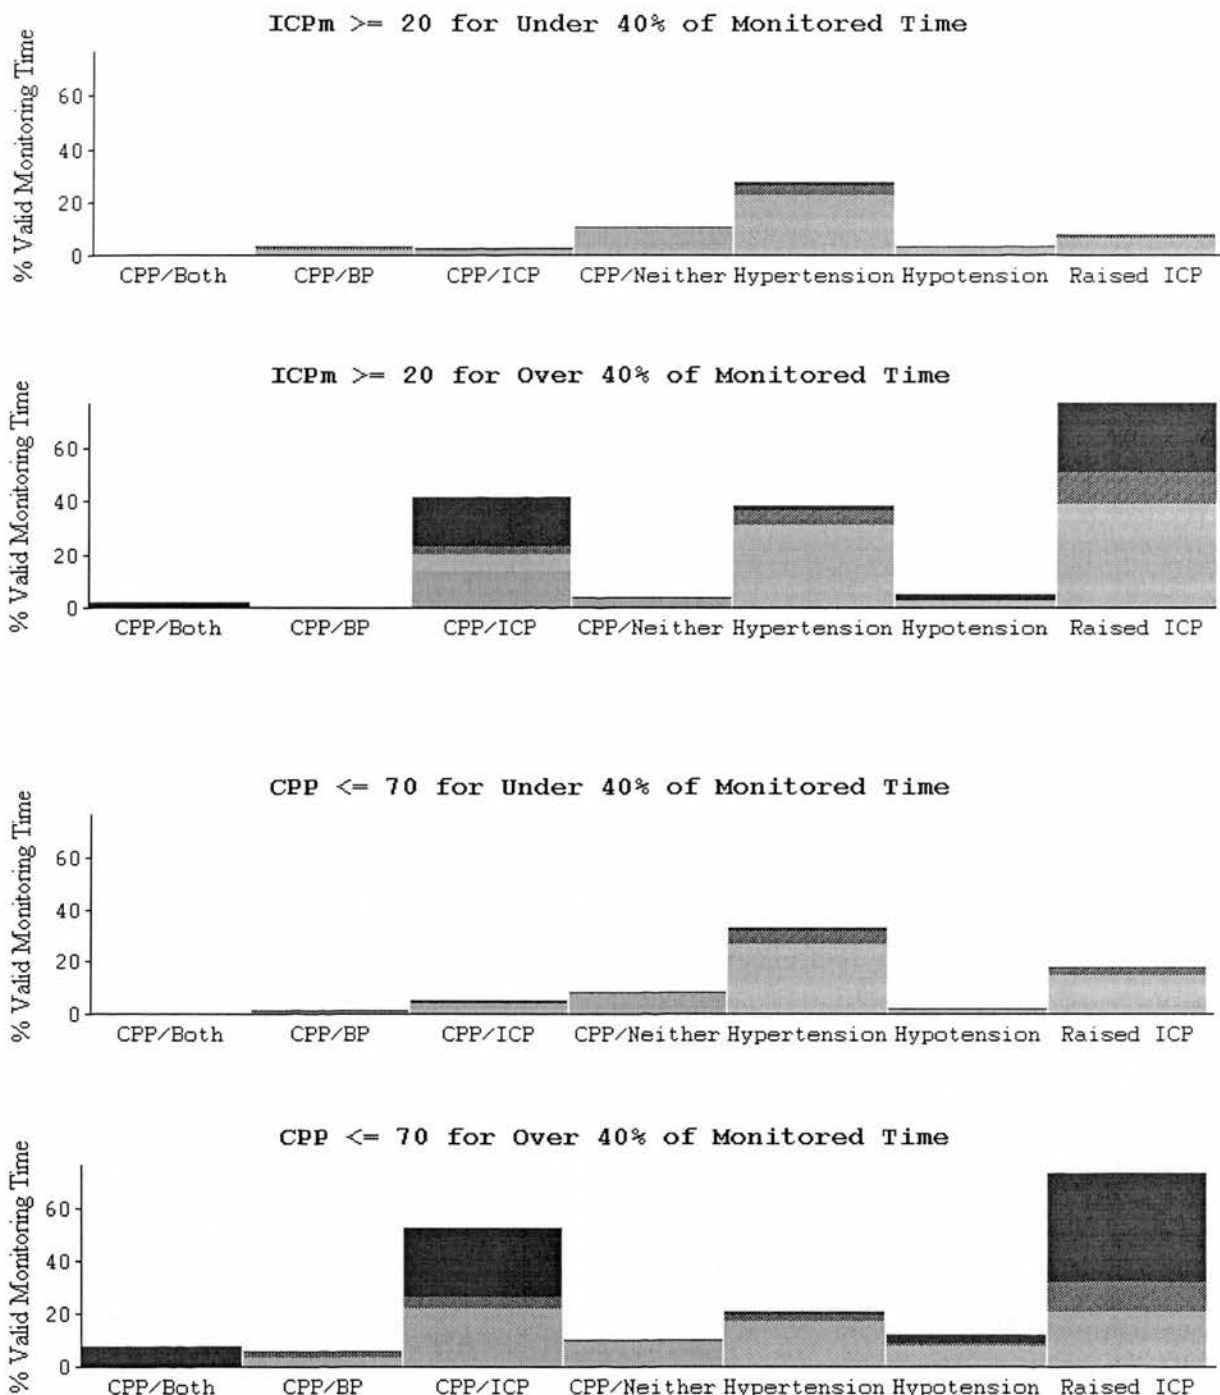 ICPm >= 20 for Under 40% of Monitored Time
% Valid Monitoring Time
60
40
20
0
CPP/Both CPP/BP CPP/ICP CPP/Neither Hypertension Hypotension Raised ICP
ICPm >= 20 for Over 40% of Monitored Time
% Valid Monitoring Time
60
40
20
0
CPP/Both CPP/BP CPP/ICP CPP/Neither Hypertension Hypotension Raised ICP
CPP <= 70 for Under 40% of Monitored Time
% Valid Monitoring Time
60
40
20
0
CPP/Both CPP/BP CPP/ICP CPP/Neither Hypertension Hypotension Raised ICP
CPP <= 70 for Over 40% of Monitored Time
% Valid Monitoring Time
60
40
20
0
CPP/Both CPP/BP CPP/ICP CPP/Neither Hypertension Hypotension Raised ICP